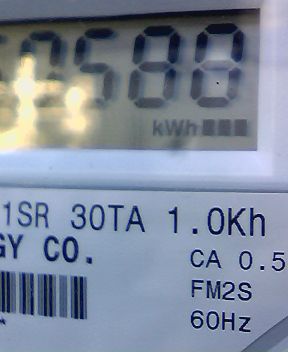 2588
kWh
1SR 30TA 1.0Kh
GY CO.
CA 0.5
FM2S
60Hz